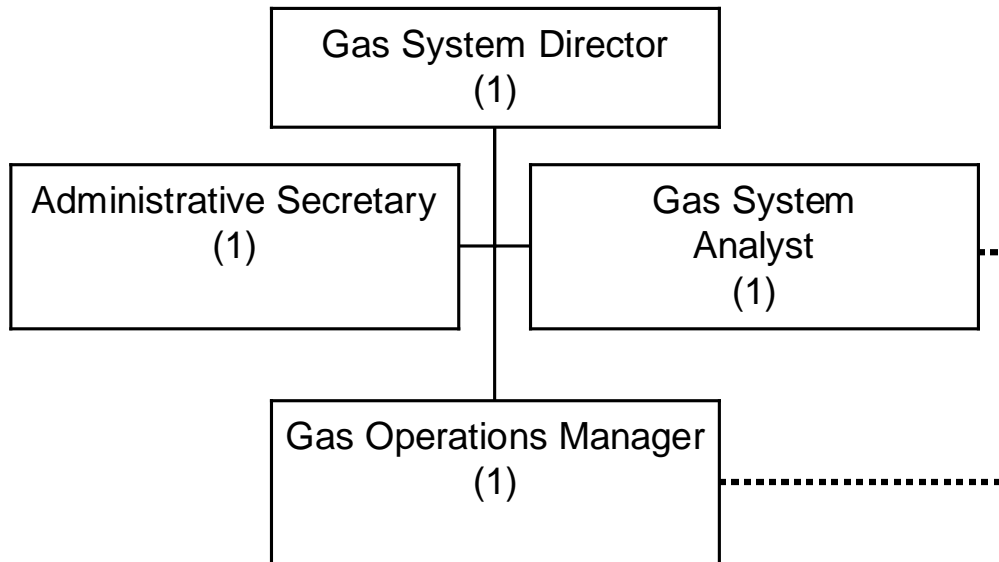 Gas System Director
(1)
Administrative Secretary
(1)
Gas System
Analyst
(1)
Gas Operations Manager
(1)